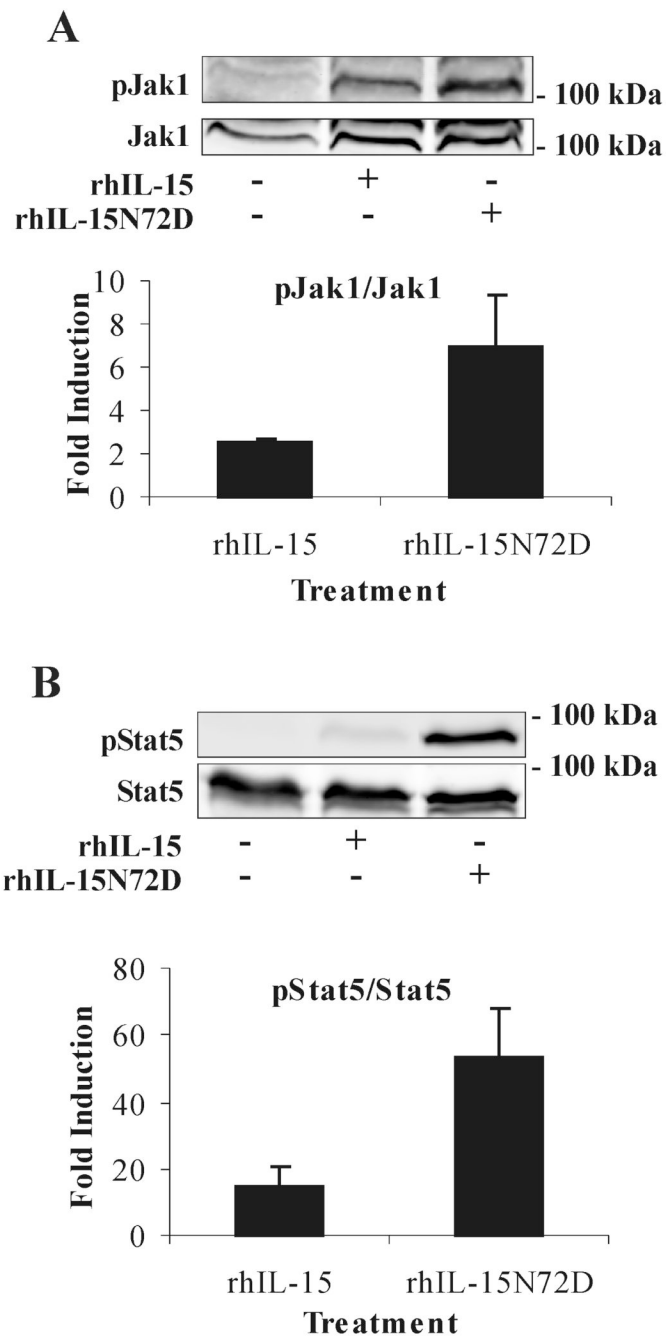 A
pJak1
- 100 kDa
Jak1
- 100 kDa
rhIL-15 - + -
rhIL-15N72D - - +
pJak1/Jak1
Fold Induction
10
8
6
4
2
0
rhIL-15 rhIL-15N72D
Treatment
B
- 100 kDa
pStat5
- 100 kDa
Stat5
rhIL-15 - + -
rhIL-15N72D - - +
pStat5/Stat5
Fold Induction
80
60
40
20
0
rhIL-15 rhIL-15N72D
Treatment